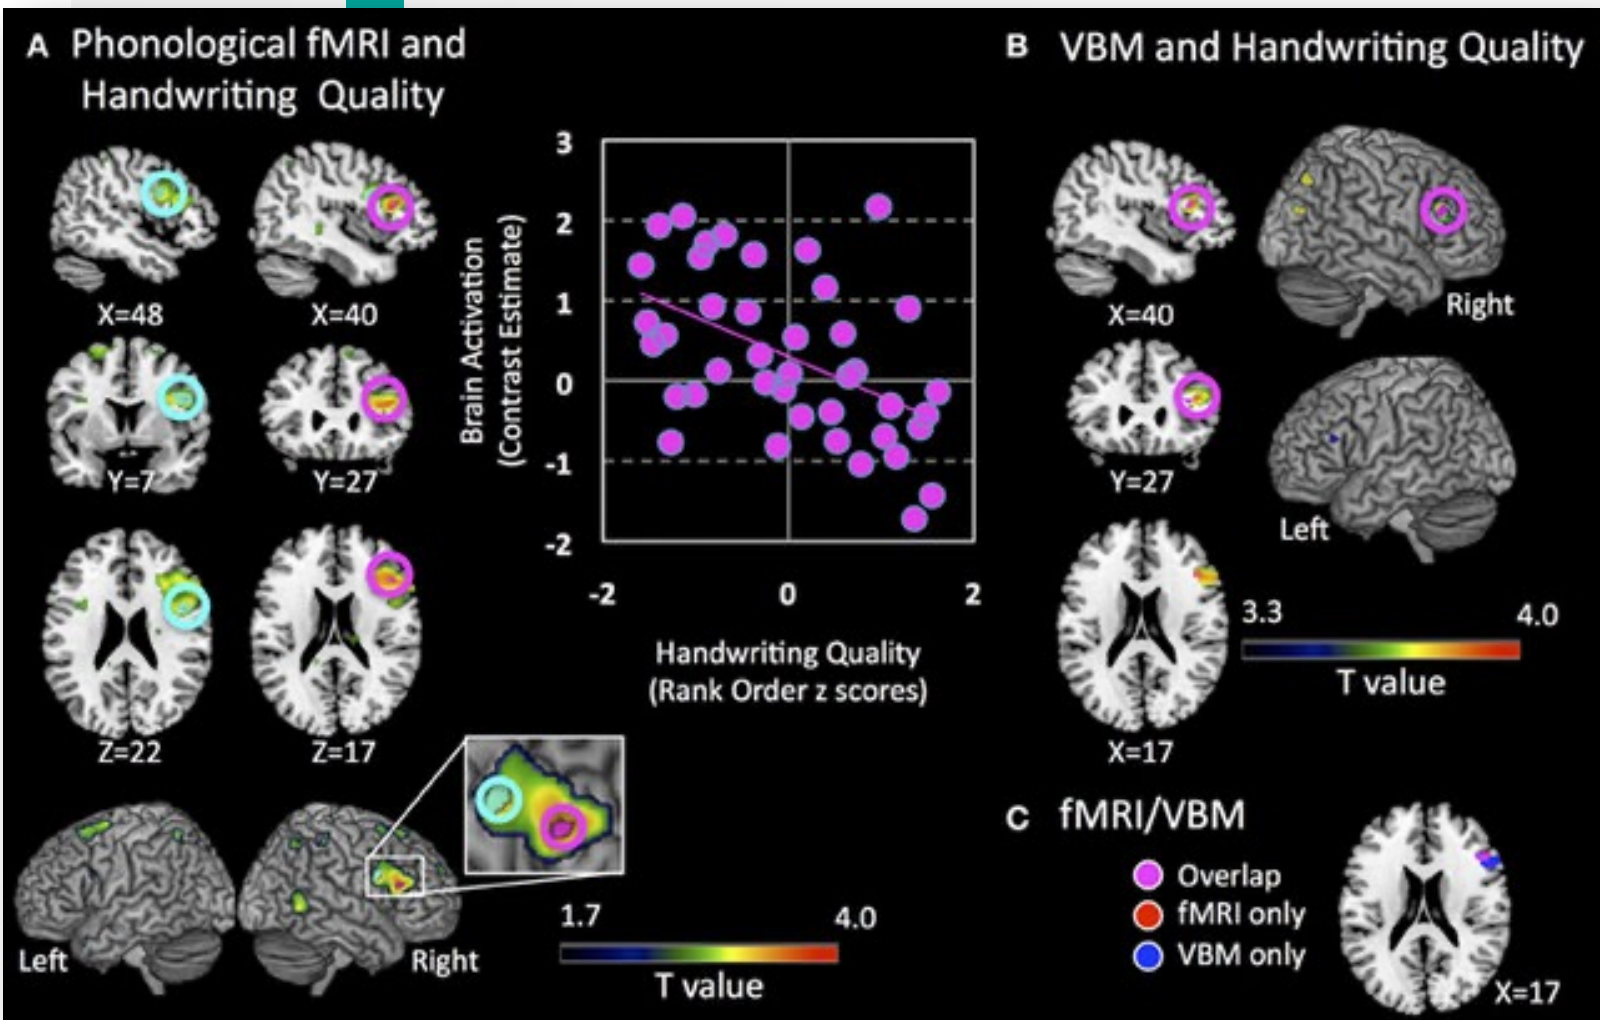 A Phonological fMRI and
Handwriting Quality
X=48
X=40
Y=7
Y=27
Z=22
Z=17
Left
Right
3
2
1
0
-1
-2
-2 0 2
Brain Activation
(Contrast Estimate)
Handwriting Quality
(Rank Order z scores)
1.7 4.0
T value
B VBM and Handwriting Quality
X=40
Right
Y=27
Left
X=17
3.3 4.0
T value
C fMRI/VBM
Overlap
fMRI only
VBM only
X=17